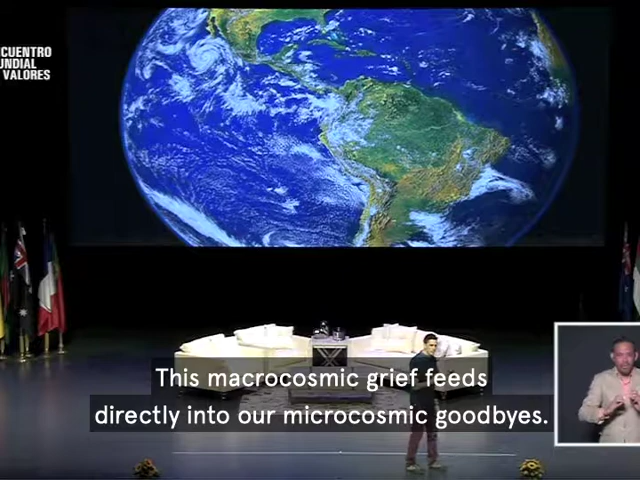 CUENTRO
UNDIAL
VALORES
This macrocosmic grief feeds
directly into our microcosmic goodbyes.